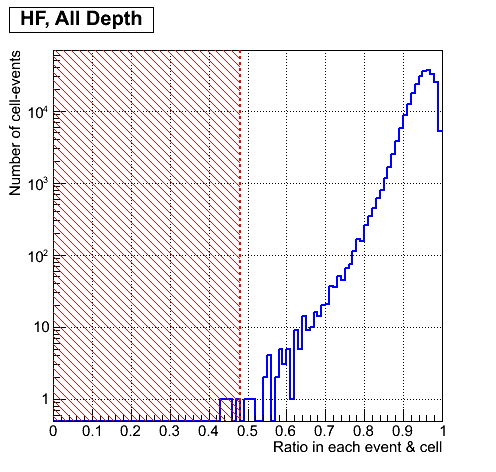 HF, All Depth
Number of cell-events
10⁴
10³
10²
10
1
0 0.1 0.2 0.3 0.4 0.5 0.6 0.7 0.8 0.9 1
Ratio in each event & cell